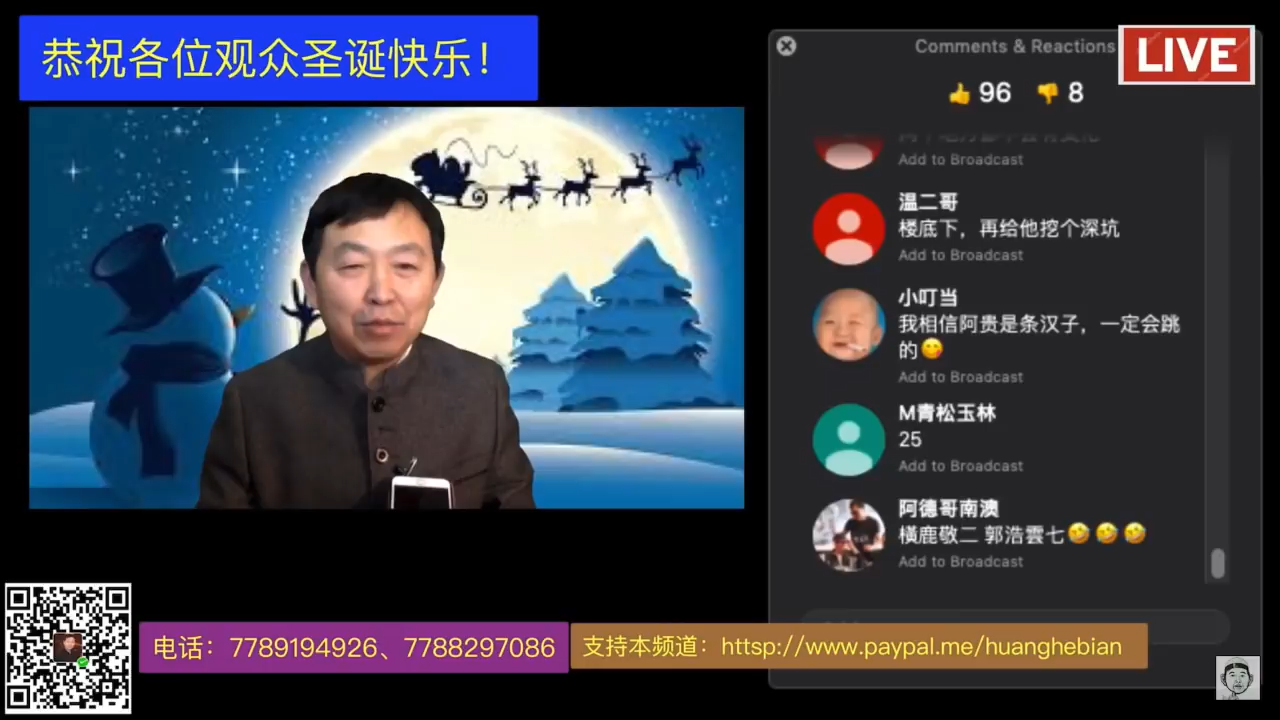 恭祝各位观众圣诞快乐！
Comments & Reactions
LIVE
👍 96 👎 8
Add to Broadcast
温二哥
楼底下，再给他挖个深坑
Add to Broadcast
小叮当
我相信阿贵是条汉子，一定会跳
的😋
Add to Broadcast
M青松玉林
25
Add to Broadcast
阿德哥南澳
横鹿敬二 郭浩雲七🤣🤣🤣
Add to Broadcast
电话：7789194926、7788297086
支持本频道：httsp://www.paypal.me/huanghebian